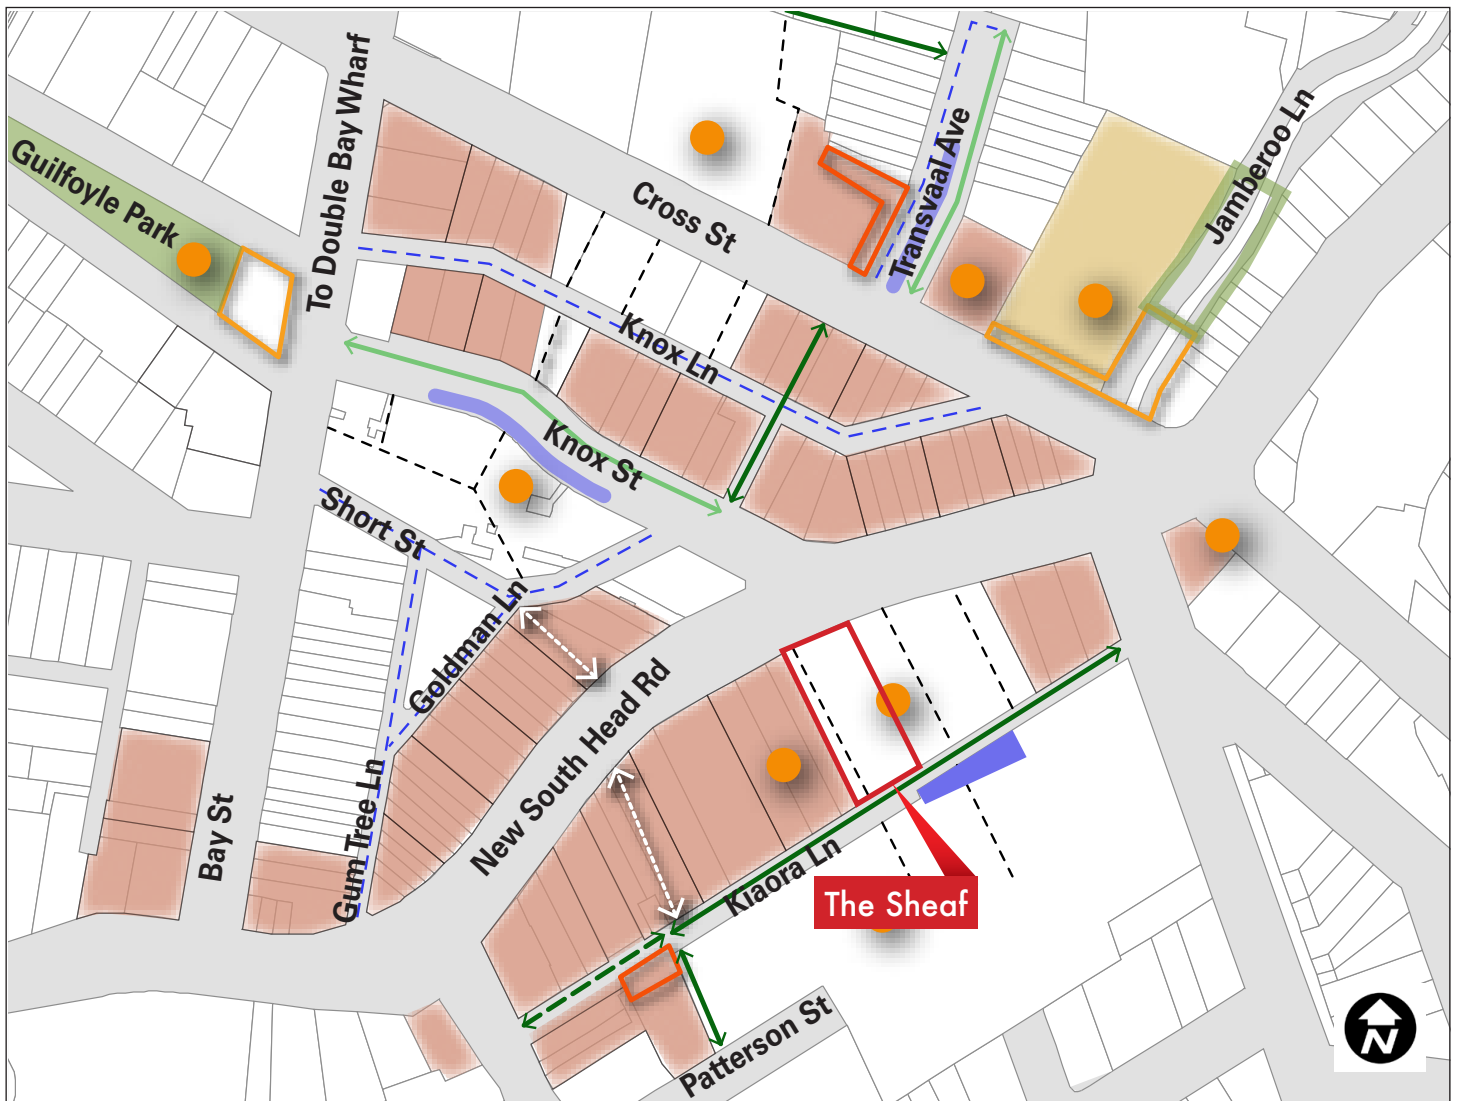 Guilfoyle Park
To Double Bay Wharf
Cross St
Transvaal Ave
Jamberoo Ln
Knox Ln
Knox St
Short St
Goldman Ln
Gum Tree Ln
Bay St
New South Head Rd
Kiaora Ln
The Sheaf
Patterson St
N